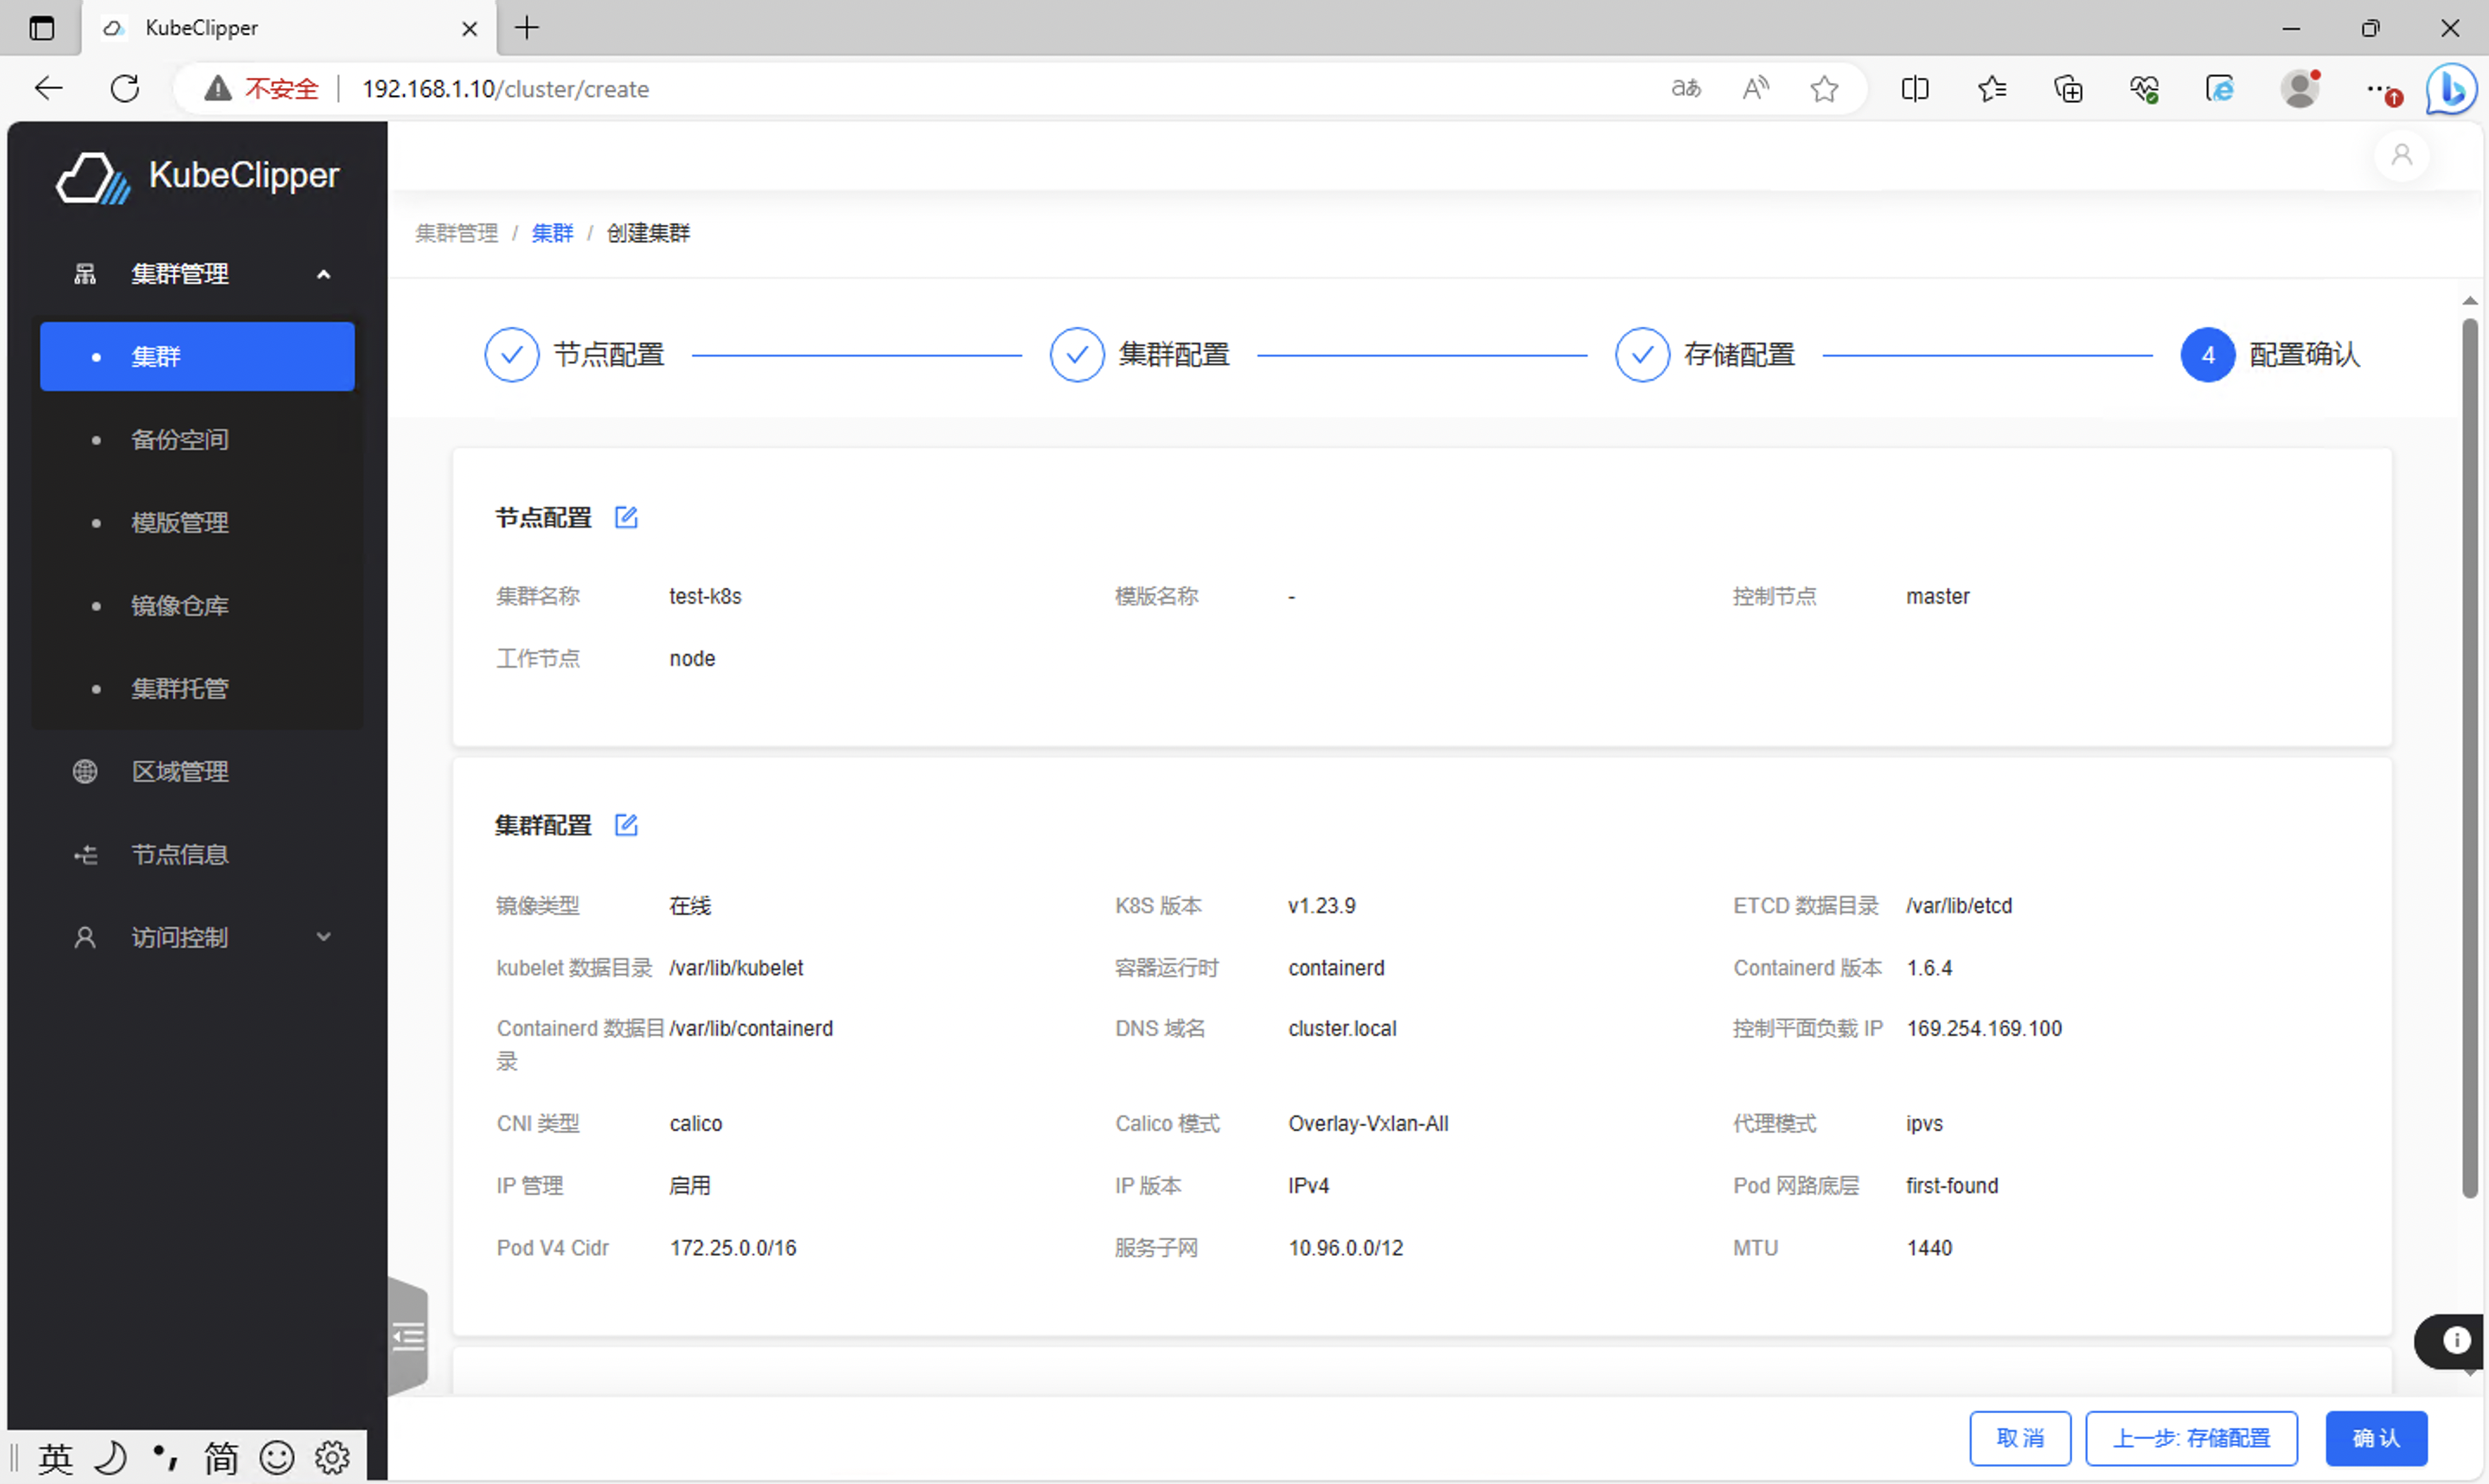 KubeClipper
不安全 192.168.1.10/cluster/create aあ A
KubeClipper
集群管理 / 集群 / 创建集群
集群管理
集群
备份空间
模版管理
镜像仓库
集群托管
区域管理
节点信息
访问控制
节点配置 集群配置 存储配置 4 配置确认
节点配置
集群名称 test-k8s 模版名称 - 控制节点 master
工作节点 node
集群配置
镜像类型 在线 K8S 版本 v1.23.9 ETCD 数据目录 /var/lib/etcd
kubelet 数据目录 /var/lib/kubelet 容器运行时 containerd Containerd 版本 1.6.4
Containerd 数据目 /var/lib/containerd DNS 域名 cluster.local 控制平面负载 IP 169.254.169.100
录
CNI 类型 calico Calico 模式 Overlay-Vxlan-All 代理模式 ipvs
IP 管理 启用 IP 版本 IPv4 Pod 网路底层 first-found
Pod V4 Cidr 172.25.0.0/16 服务子网 10.96.0.0/12 MTU 1440
取 消 上一步: 存储配置 确 认
英 简